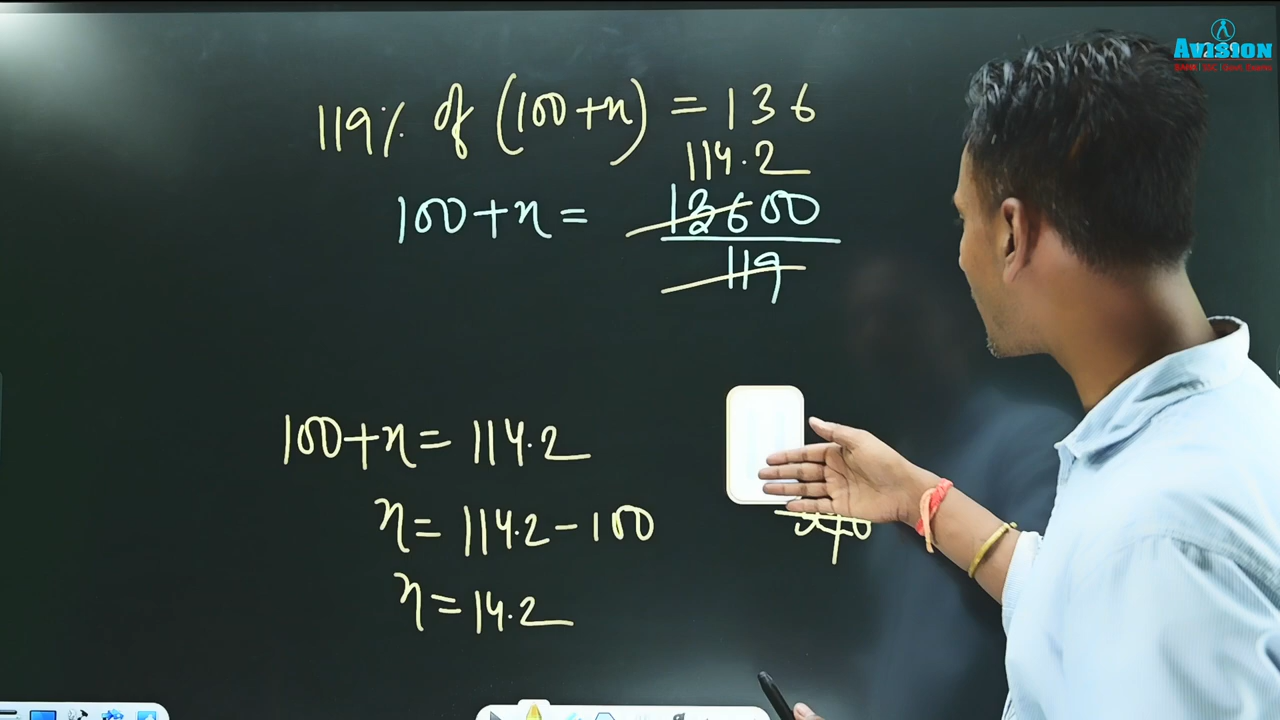 AVISION
119% of (100+x) = 136
114.2
100+x = 13600
119
100+x = 114.2
x = 114.2 - 100
x = 14.2